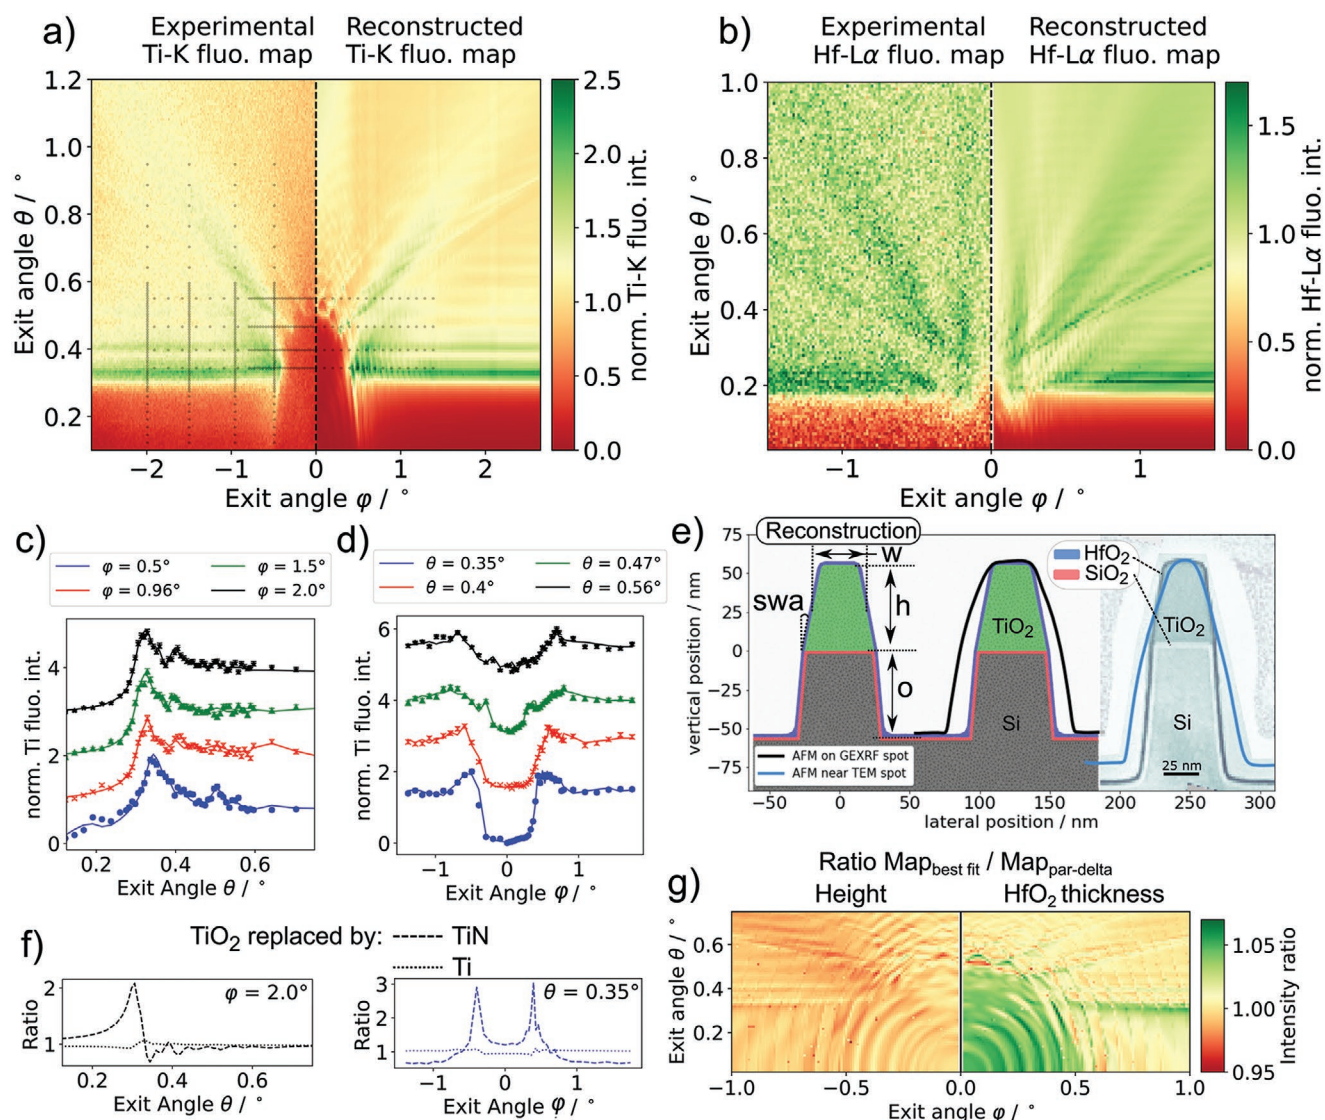 a)
Experimental
Ti-K fluo. map
Reconstructed
Ti-K fluo. map
1.2
1.0
0.8
0.6
0.4
0.2
Exit angle θ / °
−2
−1
0
1
2
Exit angle φ / °
2.5
2.0
1.5
1.0
0.5
0.0
norm. Ti-K fluo. int.
b)
Experimental
Hf-Lα fluo. map
Reconstructed
Hf-Lα fluo. map
1.0
0.8
0.6
0.4
0.2
Exit angle θ / °
−1
0
1
Exit angle φ / °
1.5
1.0
0.5
0.0
norm. Hf-Lα fluo. int.
c)
φ = 0.5°
φ = 1.5°
φ = 0.96°
φ = 2.0°
4
2
0
norm. Ti fluo. int.
0.2
0.4
0.6
Exit Angle θ / °
d)
θ = 0.35°
θ = 0.47°
θ = 0.4°
θ = 0.56°
6
4
2
0
norm. Ti fluo. int.
−1
0
1
Exit Angle φ / °
e)
Reconstruction
w
swa
h
o
TiO₂
Si
HfO₂
SiO₂
TiO₂
Si
25 nm
AFM on GEXRF spot
AFM near TEM spot
75
50
25
0
−25
−50
−75
vertical position / nm
−50
0
50
100
150
200
250
300
lateral position / nm
f)
TiO₂ replaced by:
TiN
Ti
φ = 2.0°
2
1
Ratio
0.2
0.4
0.6
Exit Angle θ / °
θ = 0.35°
3
2
1
Ratio
−1
0
1
Exit Angle φ / °
g)
Ratio Map best fit / Map par-delta
Height
HfO₂ thickness
0.6
0.4
0.2
Exit angle θ / °
-1.0
-0.5
0.0
0.5
1.0
Exit angle φ / °
1.05
1.00
0.95
Intensity ratio